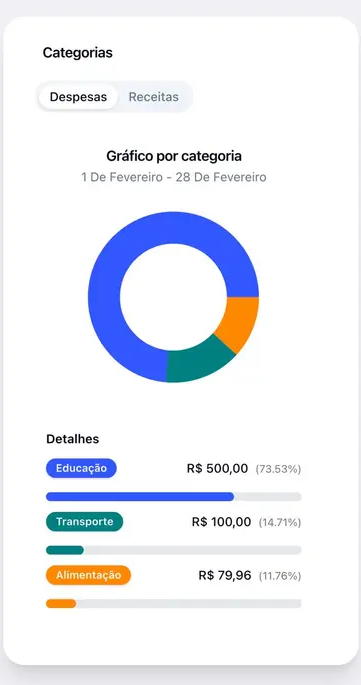 Categorias
Despesas Receitas
Gráfico por categoria
1 De Fevereiro - 28 De Fevereiro
Detalhes
Educação R$ 500,00 (73.53%)
Transporte R$ 100,00 (14.71%)
Alimentação R$ 79,96 (11.76%)